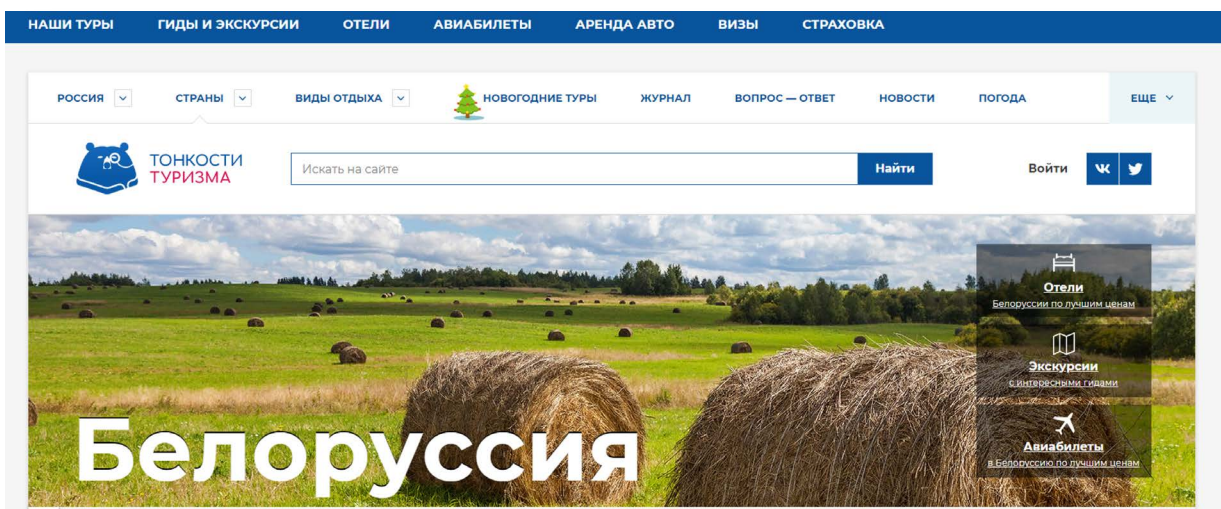 НАШИ ТУРЫ ГИДЫ И ЭКСКУРСИИ ОТЕЛИ АВИАБИЛЕТЫ АРЕНДА АВТО ВИЗЫ СТРАХОВКА
РОССИЯ СТРАНЫ ВИДЫ ОТДЫХА НОВОГОДНИЕ ТУРЫ ЖУРНАЛ ВОПРОС — ОТВЕТ НОВОСТИ ПОГОДА ЕЩЕ
ТОНКОСТИ
ТУРИЗМА
Искать на сайте Найти Войти
Отели
Белоруссии по лучшим ценам
Экскурсии
с интересными гидами
Авиабилеты
в Белоруссию по лучшим ценам
Белоруссия